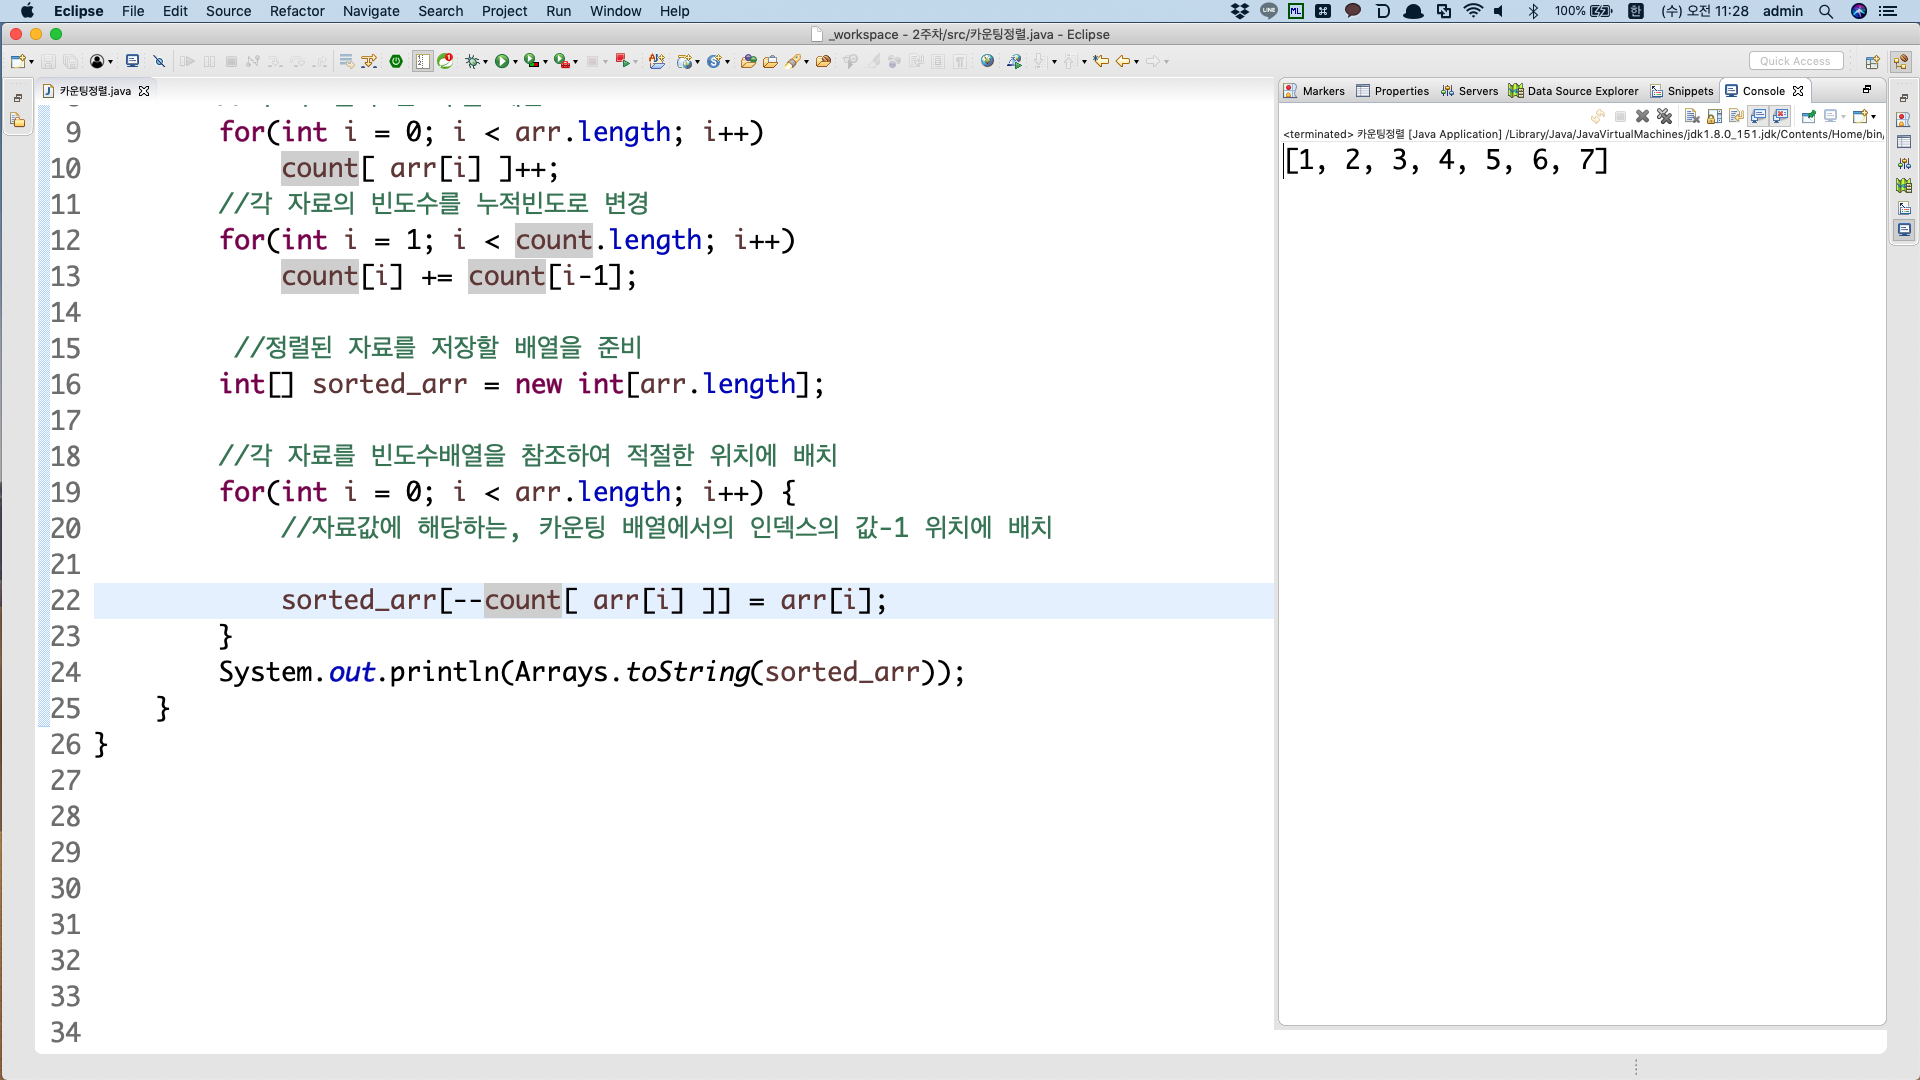 Eclipse File Edit Source Refactor Navigate Search Project Run Window Help 100% 한 (수) 오전 11:28 admin
_workspace - 2주차/src/카운팅정렬.java - Eclipse
Quick Access
카운팅정렬.java
Markers Properties Servers Data Source Explorer Snippets Console
<terminated> 카운팅정렬 [Java Application] /Library/Java/JavaVirtualMachines/jdk1.8.0_151.jdk/Contents/Home/bin/
[1, 2, 3, 4, 5, 6, 7]
9 for(int i = 0; i < arr.length; i++)
10 count[ arr[i] ]++;
11 //각 자료의 빈도수를 누적빈도로 변경
12 for(int i = 1; i < count.length; i++)
13 count[i] += count[i-1];
14
15 //정렬된 자료를 저장할 배열을 준비
16 int[] sorted_arr = new int[arr.length];
17
18 //각 자료를 빈도수배열을 참조하여 적절한 위치에 배치
19 for(int i = 0; i < arr.length; i++) {
20 //자료값에 해당하는, 카운팅 배열에서의 인덱스의 값-1 위치에 배치
21
22 sorted_arr[--count[ arr[i] ]] = arr[i];
23 }
24 System.out.println(Arrays.toString(sorted_arr));
25 }
26 }
27
28
29
30
31
32
33
34